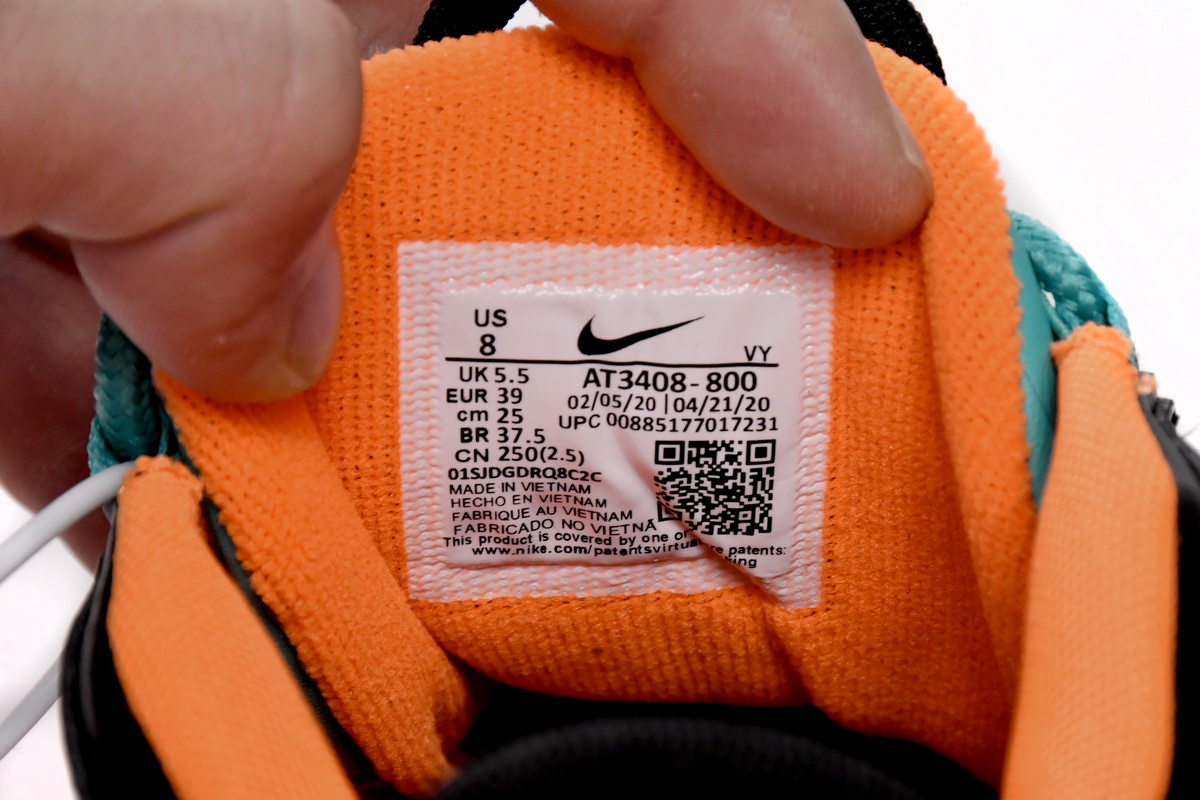 US
8
VY
UK 5.5
EUR 39
cm 25
BR 37.5
CN 250(2.5)
AT3408-800
02/05/20 | 04/21/20
UPC 00885177017231
01SJDGDRQ8C2C
MADE IN VIETNAM
HECHO EN VIETNAM
FABRIQUE AU VIETNAM
FABRICADO NO VIETNÃ
This product is covered by one or patents:
www.nike.com/patentsvirtua